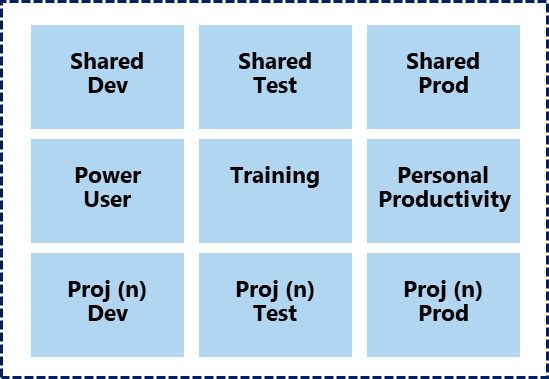 Shared
Dev
Shared
Test
Shared
Prod
Power
User
Training
Personal
Productivity
Proj (n)
Dev
Proj (n)
Test
Proj (n)
Prod